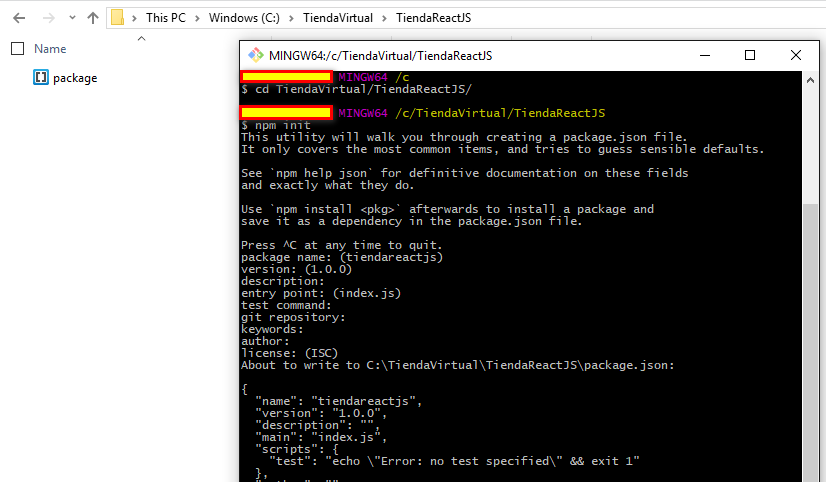 This PC > Windows (C:) > TiendaVirtual > TiendaReactJS
Name
package
MINGW64:/c/TiendaVirtual/TiendaReactJS
MINGW64 /c
$ cd TiendaVirtual/TiendaReactJS/
MINGW64 /c/TiendaVirtual/TiendaReactJS
$ npm init
This utility will walk you through creating a package.json file.
It only covers the most common items, and tries to guess sensible defaults.
See `npm help json` for definitive documentation on these fields
and exactly what they do.
Use `npm install <pkg>` afterwards to install a package and
save it as a dependency in the package.json file.
Press ^C at any time to quit.
package name: (tiendareactjs)
version: (1.0.0)
description:
entry point: (index.js)
test command:
git repository:
keywords:
author:
license: (ISC)
About to write to C:\TiendaVirtual\TiendaReactJS\package.json:
{
  "name": "tiendareactjs",
  "version": "1.0.0",
  "description": "",
  "main": "index.js",
  "scripts": {
    "test": "echo \"Error: no test specified\" && exit 1"
  },